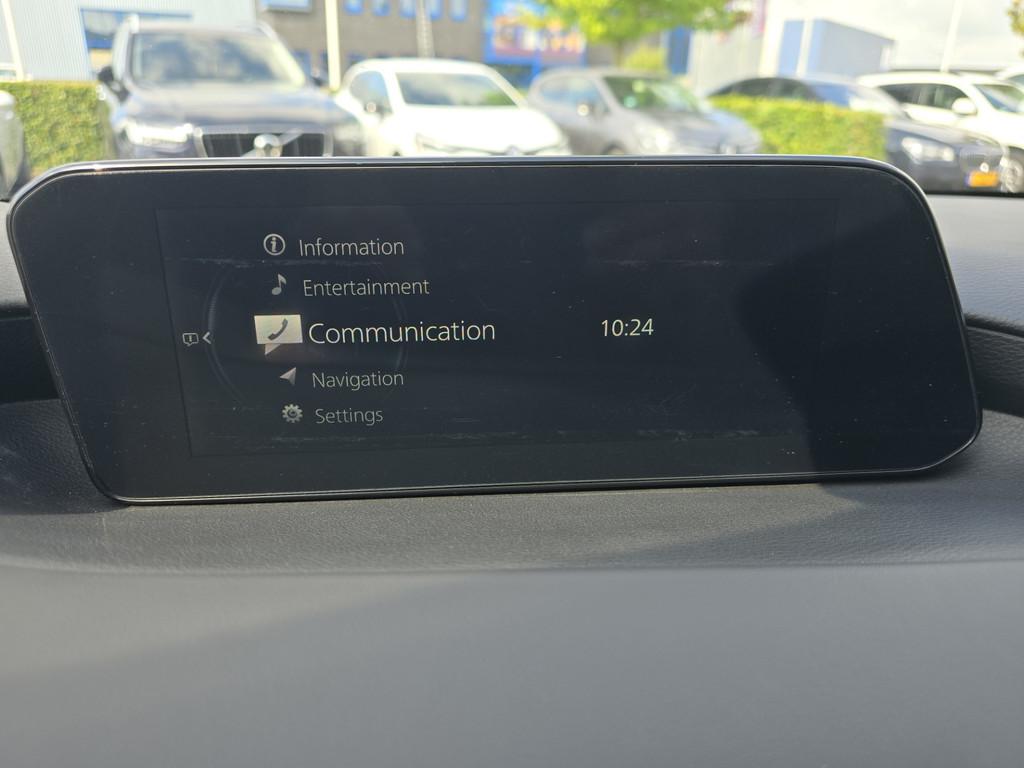 Information
Entertainment
Communication
10:24
Navigation
Settings